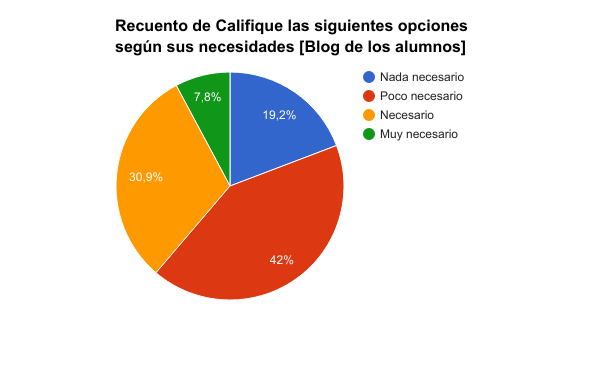 Recuento de Califique las siguientes opciones
según sus necesidades [Blog de los alumnos]
Nada necesario
Poco necesario
Necesario
Muy necesario
7,8%
19,2%
30,9%
42%